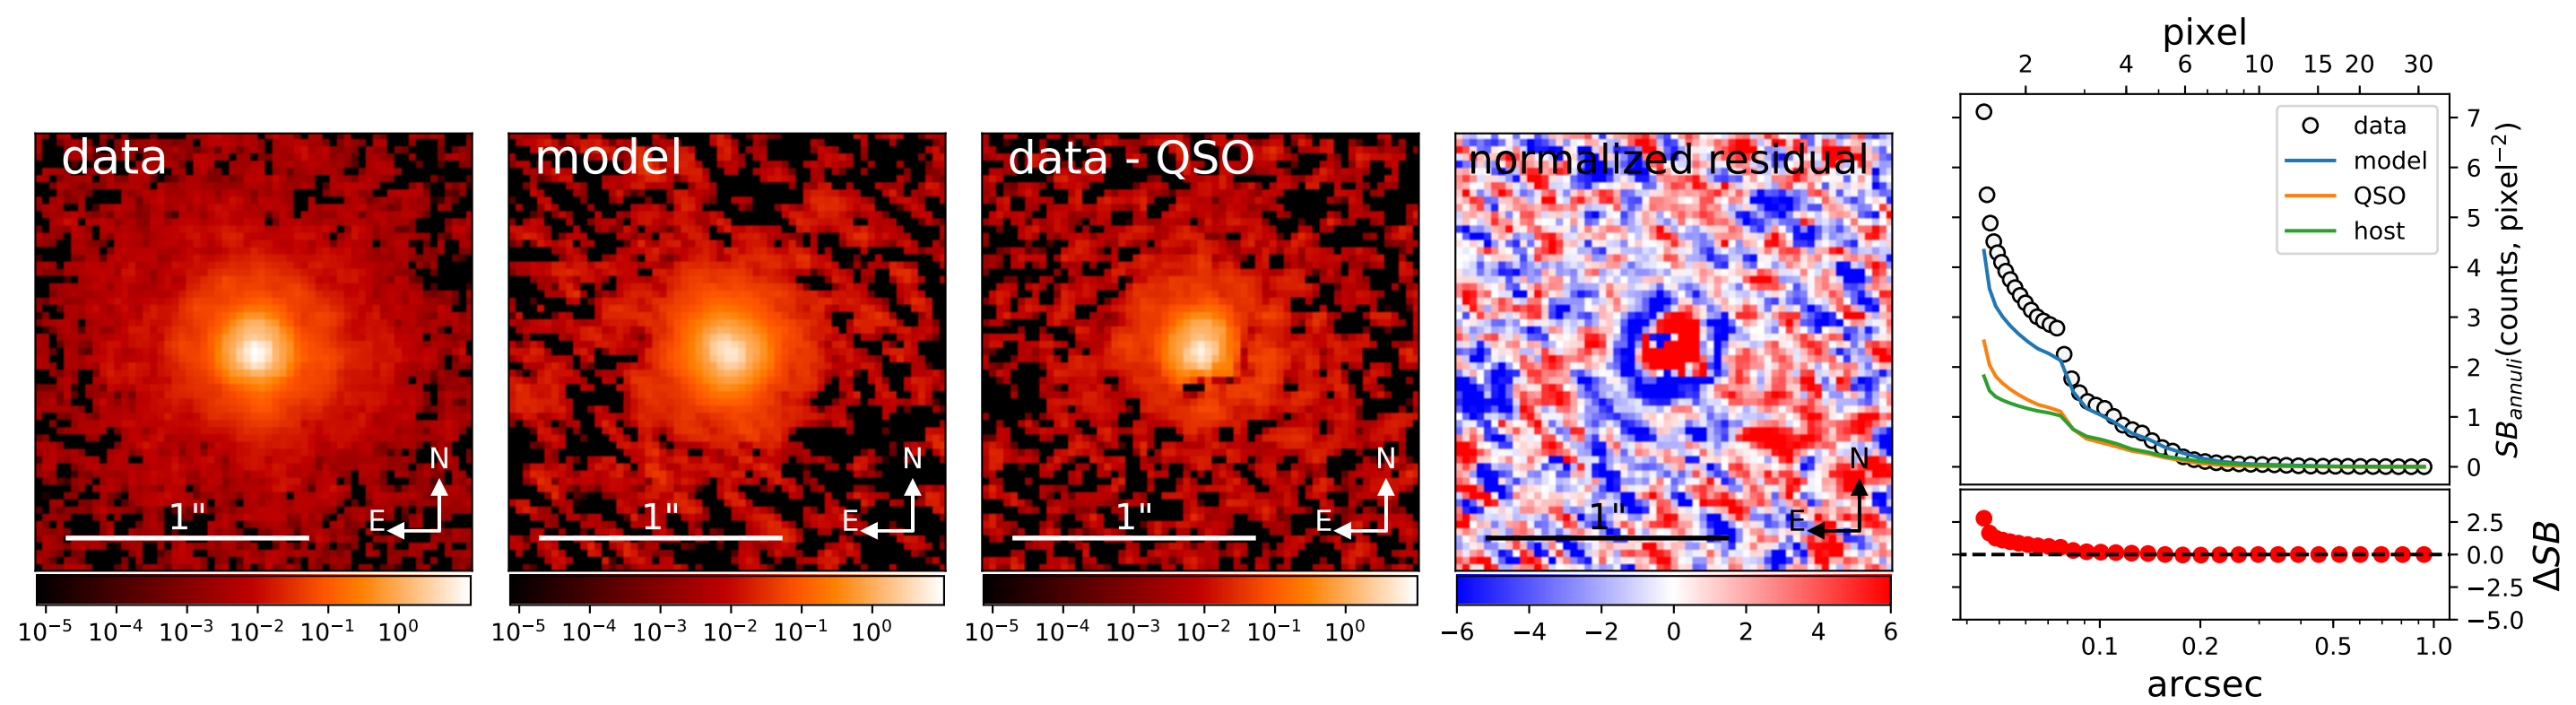 data
N
E
1"
10⁻⁵ 10⁻⁴ 10⁻³ 10⁻² 10⁻¹ 10⁰
model
N
E
1"
10⁻⁵ 10⁻⁴ 10⁻³ 10⁻² 10⁻¹ 10⁰
data - QSO
N
E
1"
10⁻⁵ 10⁻⁴ 10⁻³ 10⁻² 10⁻¹ 10⁰
normalized residual
N
E
1"
−6 −4 −2 0 2 4 6
pixel
2 4 6 10 15 20 30
data
model
QSO
host
7
6
5
4
3
2
1
0
SB_annuli(counts, pixel⁻²)
2.5
0.0
−2.5
−5.0
ΔSB
0.1 0.2 0.5 1.0
arcsec